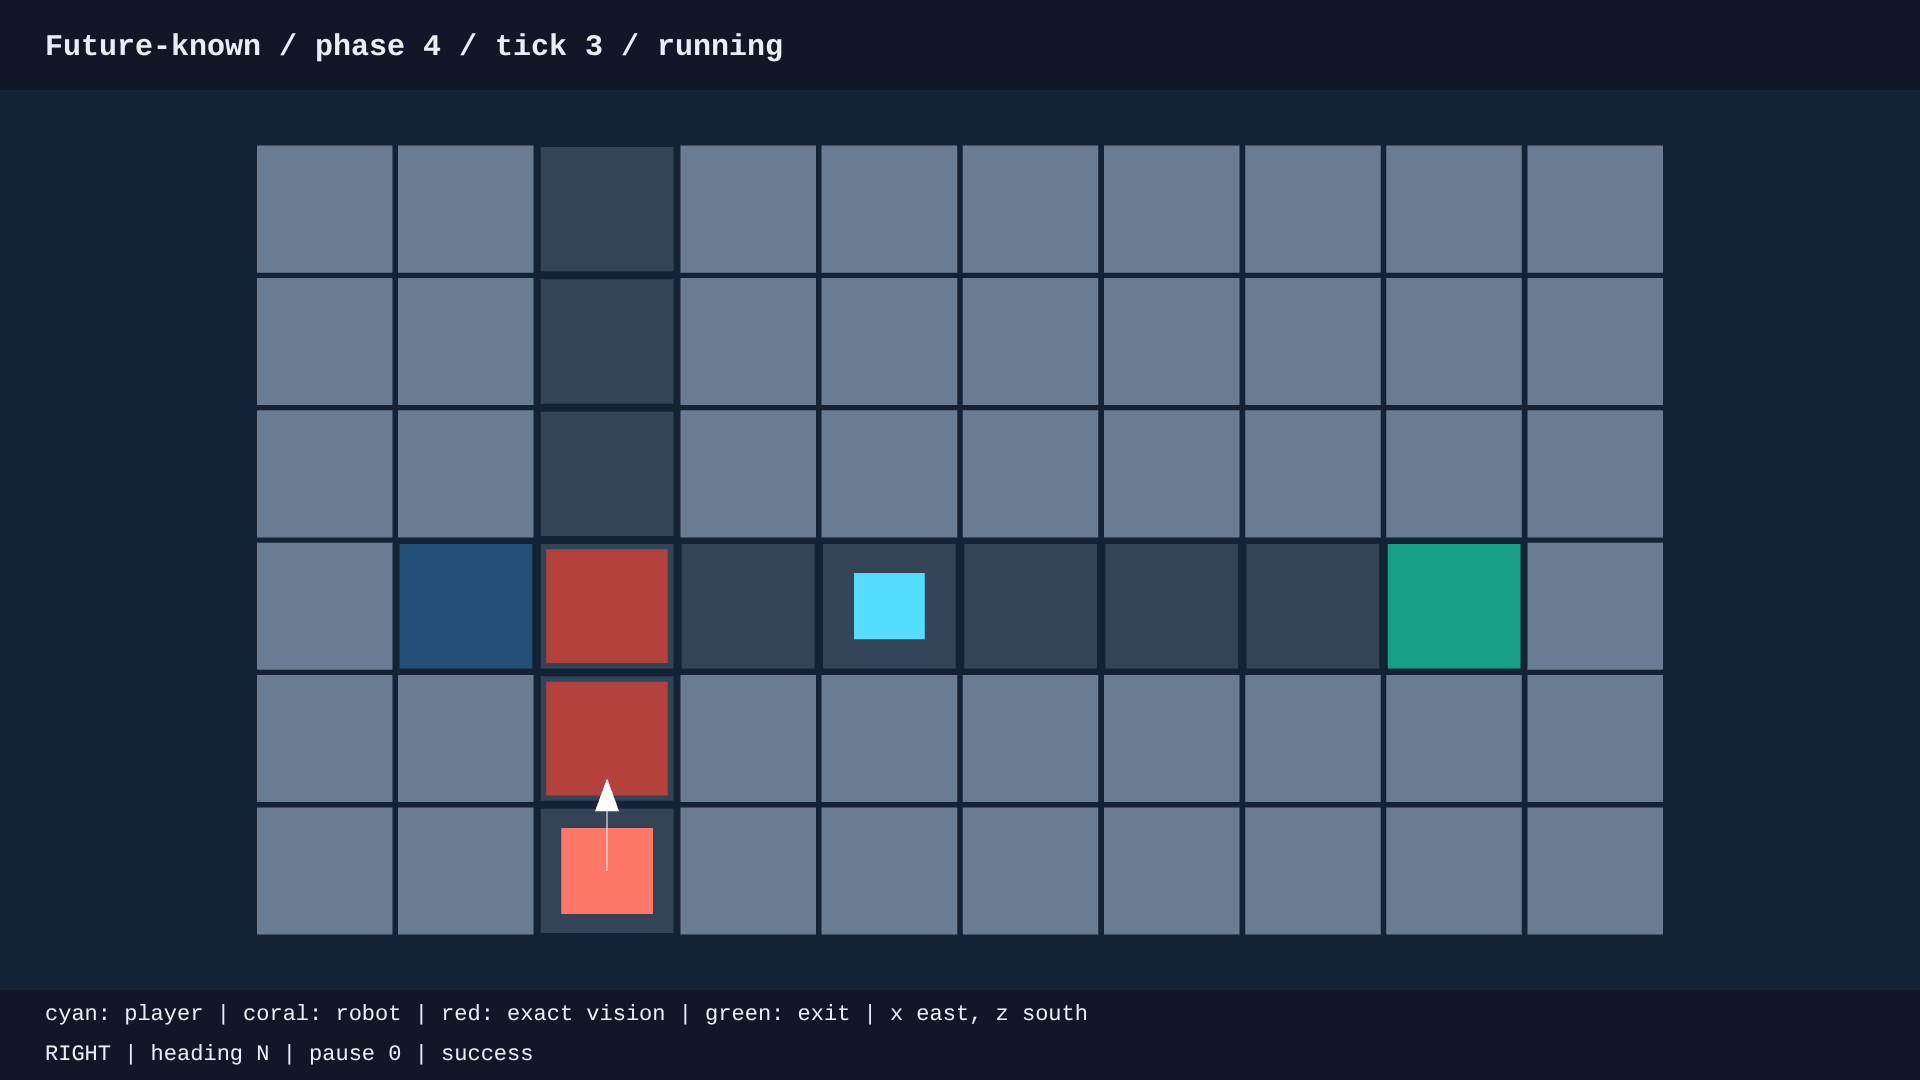 Future-known / phase 4 / tick 3 / running
cyan: player | coral: robot | red: exact vision | green: exit | x east, z south
RIGHT | heading N | pause 0 | success